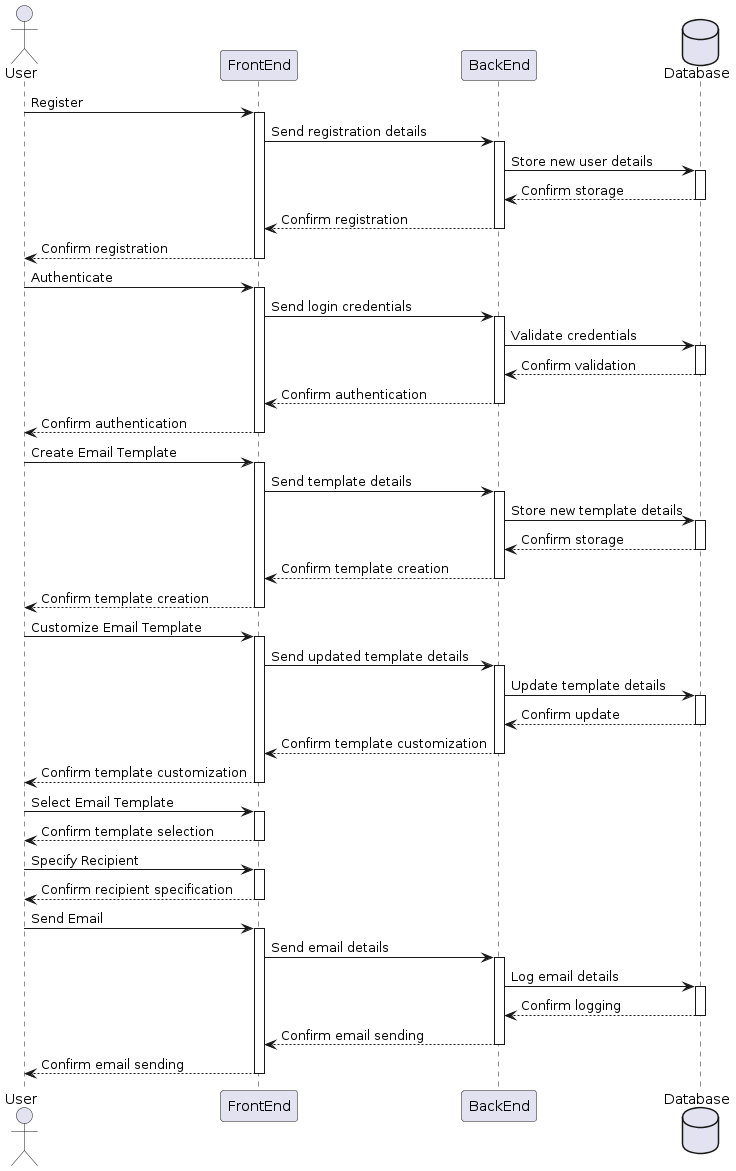 User
FrontEnd
BackEnd
Database
Register
Send registration details
Store new user details
Confirm storage
Confirm registration
Confirm registration
Authenticate
Send login credentials
Validate credentials
Confirm validation
Confirm authentication
Confirm authentication
Create Email Template
Send template details
Store new template details
Confirm storage
Confirm template creation
Confirm template creation
Customize Email Template
Send updated template details
Update template details
Confirm update
Confirm template customization
Confirm template customization
Select Email Template
Confirm template selection
Specify Recipient
Confirm recipient specification
Send Email
Send email details
Log email details
Confirm logging
Confirm email sending
Confirm email sending
User
FrontEnd
BackEnd
Database